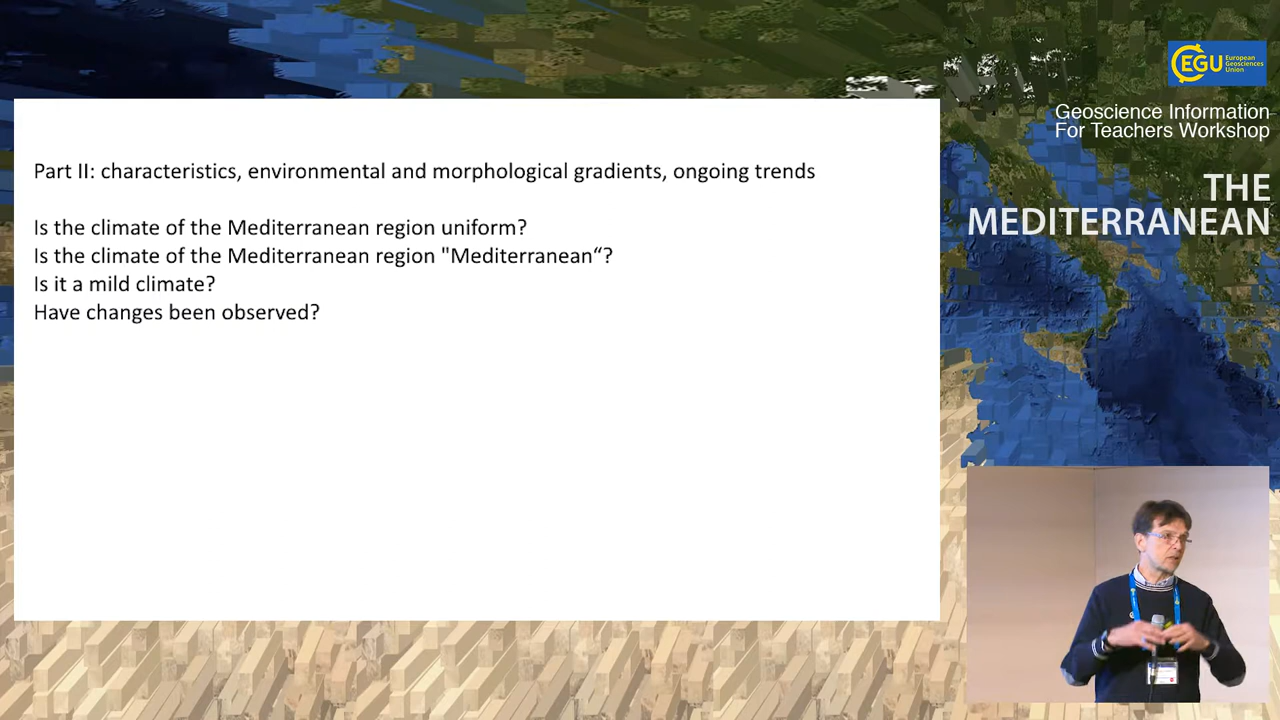 Part II: characteristics, environmental and morphological gradients, ongoing trends
Is the climate of the Mediterranean region uniform?
Is the climate of the Mediterranean region "Mediterranean“?
Is it a mild climate?
Have changes been observed?
EGU European
Geosciences
Union
Geoscience Information
For Teachers Workshop
THE
MEDITERRANEAN